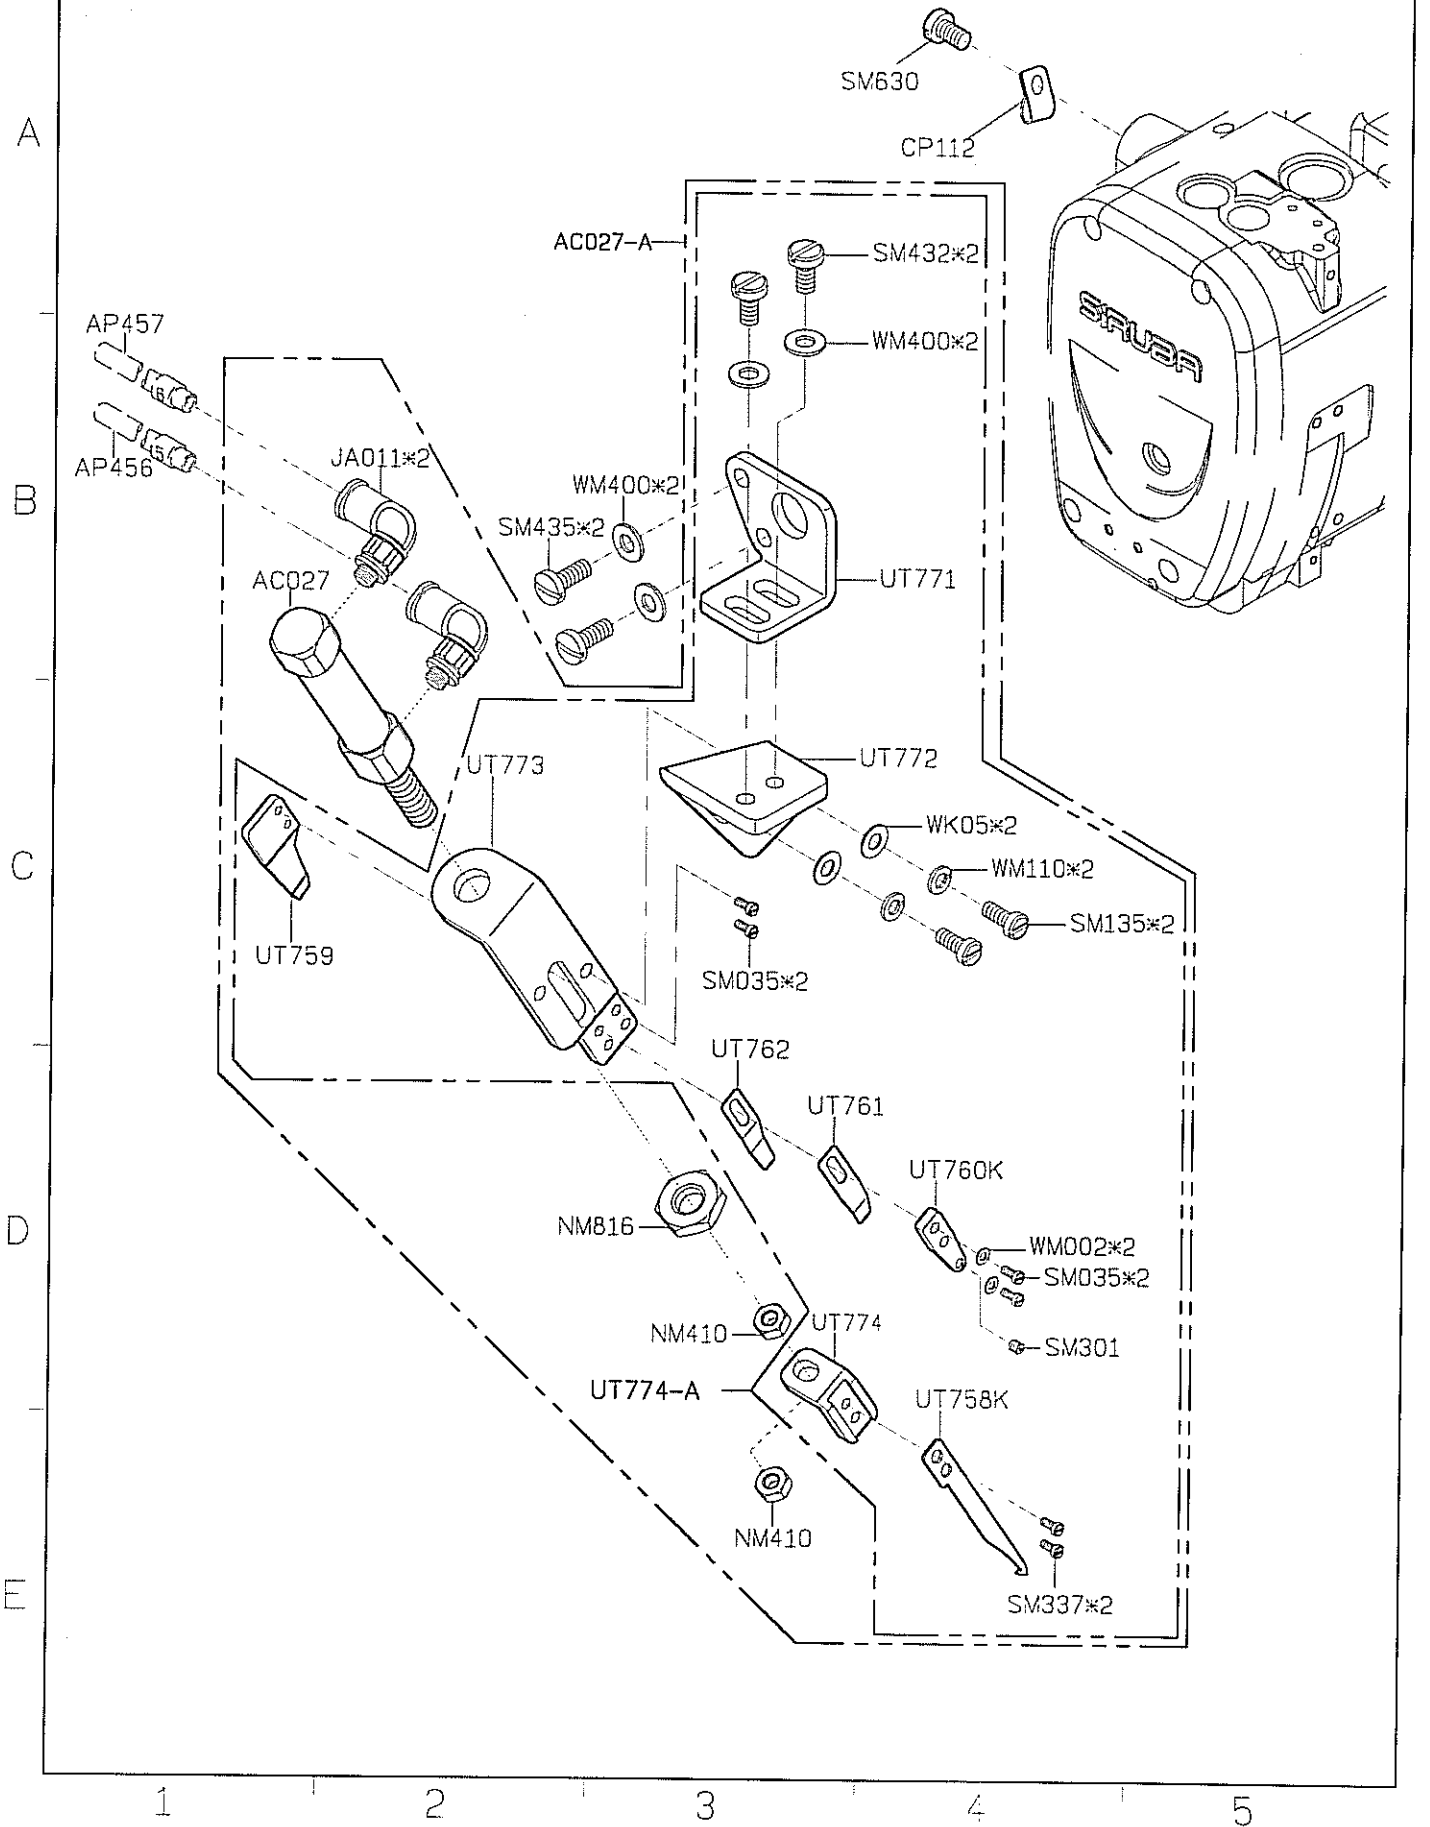 SM630
A
CP112
AC027-A
SM432*2
SIRUBA
AP457
WM400*2
6
AP456
5
JA011*2
WM400*2
B
SM435*2
AC027
UT771
UT773
UT772
WK05*2
C
WM110*2
SM135*2
UT759
SM035*2
UT762
UT761
UT760K
D
NM816
WM002*2
SM035*2
NM410
UT774
SM301
UT774-A
UT758K
NM410
E
SM337*2
1
2
3
4
5